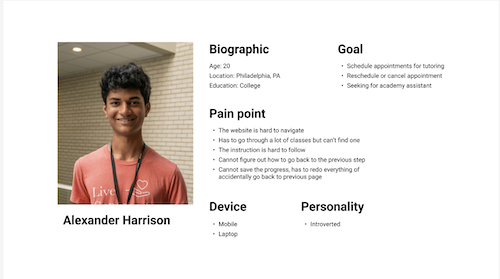 Biographic
Age: 20
Location: Philadelphia, PA
Education: College
Goal
• Schedule appointments for tutoring
• Reschedule or cancel appointment
• Seeking for academy assistant
Pain point
• The website is hard to navigate
• Has to go through a lot of classes but can't find one
• The instruction is hard to follow
• Cannot figure out how to go back to the previous step
• Cannot save the progress, has to redo everything of
accidentally go back to previous page
Live
Alexander Harrison
Device
• Mobile
• Laptop
Personality
• Introverted